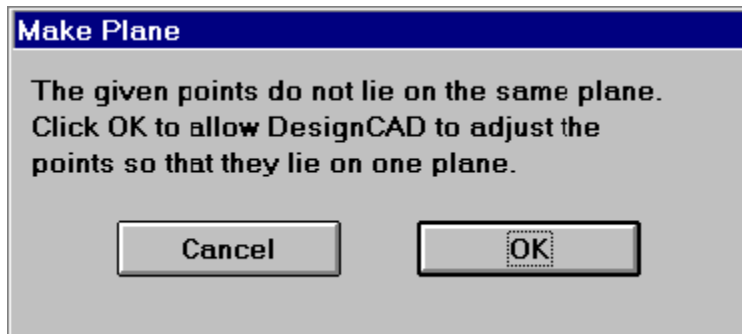 Make Plane
The given points do not lie on the same plane.
Click OK to allow DesignCAD to adjust the
points so that they lie on one plane.
Cancel
OK